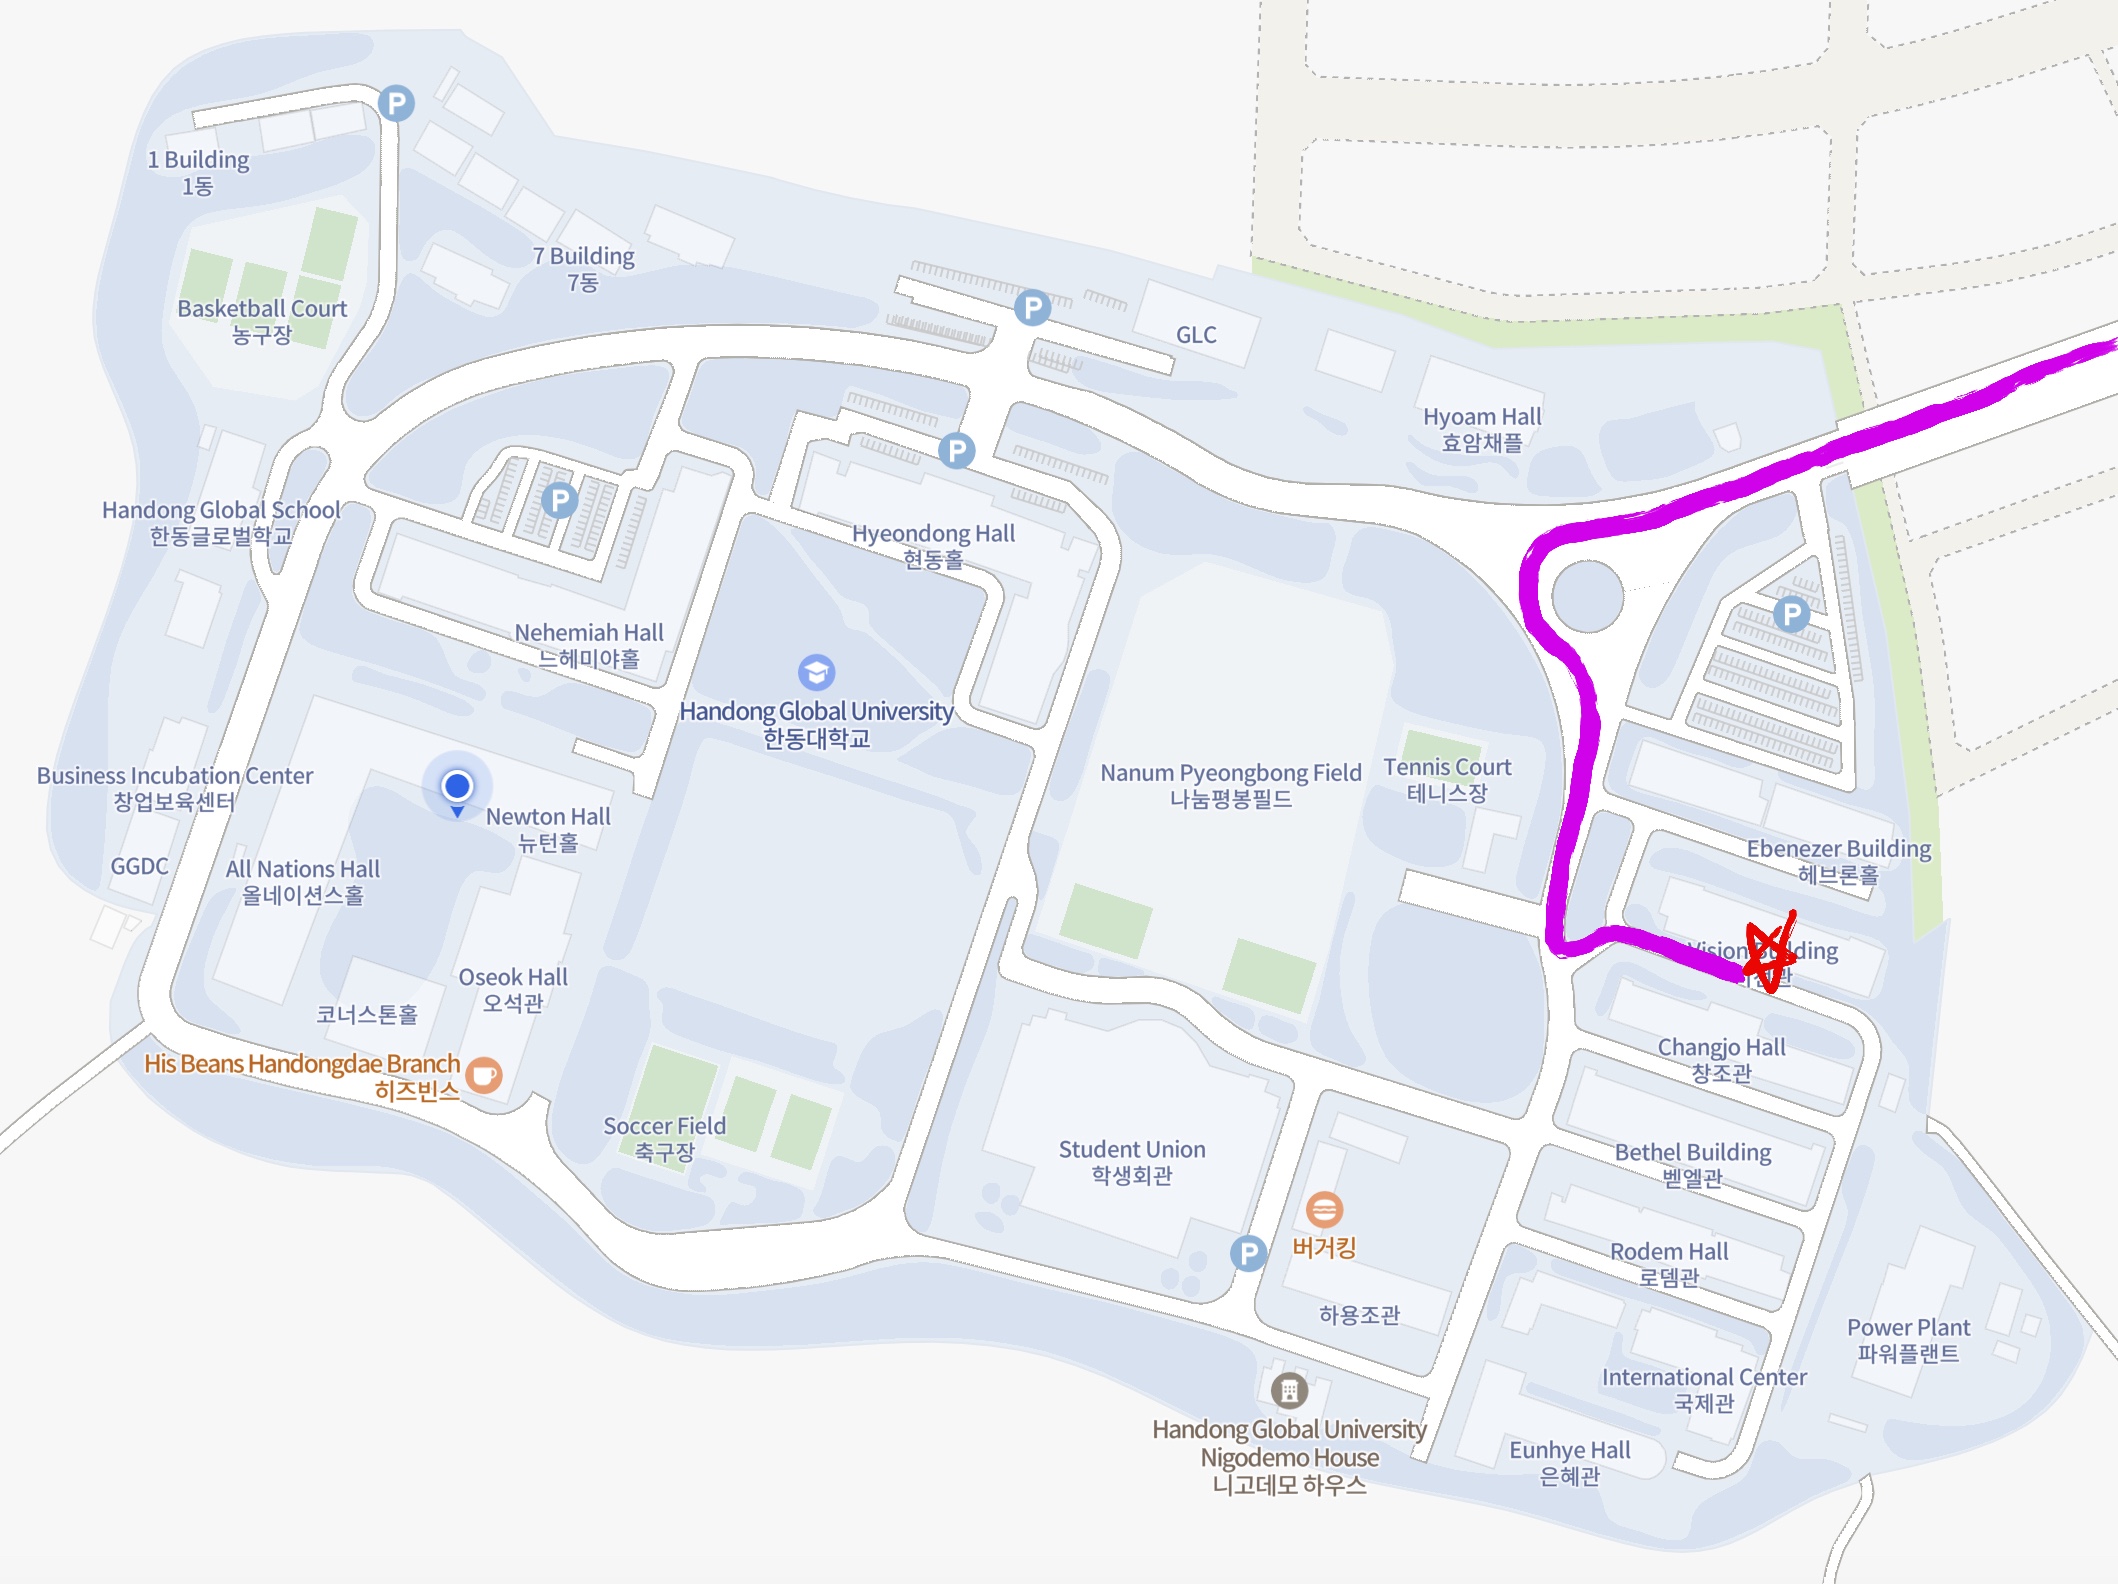 P
1 Building
1동
7 Building
7동
Basketball Court
농구장
P
GLC
Hyoam Hall
효암채플
P
P
Handong Global School
한동글로벌학교
Hyeondong Hall
현동홀
P
Nehemiah Hall
느헤미야홀
Handong Global University
한동대학교
Business Incubation Center
창업보육센터
Newton Hall
뉴턴홀
Nanum Pyeongbong Field
나눔평봉필드
Tennis Court
테니스장
GGDC
All Nations Hall
올네이션스홀
Ebenezer Building
헤브론홀
Vision Building
Oseok Hall
오석관
코너스톤홀
Changjo Hall
창조관
His Beans Handongdae Branch
히즈빈스
Soccer Field
축구장
Student Union
학생회관
Bethel Building
벧엘관
P
버거킹
Rodem Hall
로뎀관
하용조관
Power Plant
파워플랜트
International Center
국제관
Handong Global University
Nigodemo House
니고데모 하우스
Eunhye Hall
은혜관